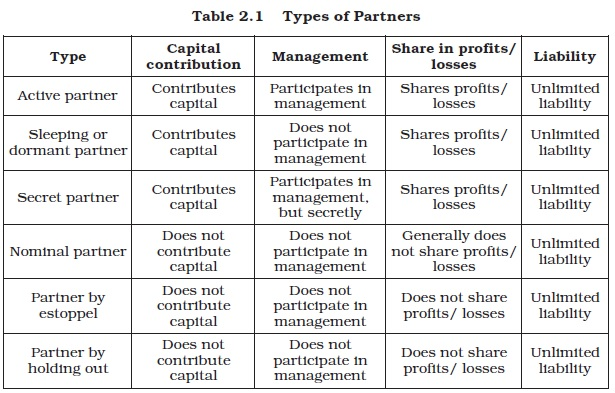 Table 2.1 Types of Partners
Type
Capital
contribution
Management
Share in profits/
losses
Liability
Active partner
Contributes
capital
Participates in
management
Shares profits/
losses
Unlimited
liability
Sleeping or
dormant partner
Contributes
capital
Does not
participate in
management
Shares profits/
losses
Unlimited
liability
Secret partner
Contributes
capital
Participates in
management,
but secretly
Shares profits/
losses
Unlimited
liability
Nominal partner
Does not
contribute
capital
Does not
participate in
management
Generally does
not share profits/
losses
Unlimited
liability
Partner by
estoppel
Does not
contribute
capital
Does not
participate in
management
Does not share
profits/ losses
Unlimited
liability
Partner by
holding out
Does not
contribute
capital
Does not
participate in
management
Does not share
profits/ losses
Unlimited
liability